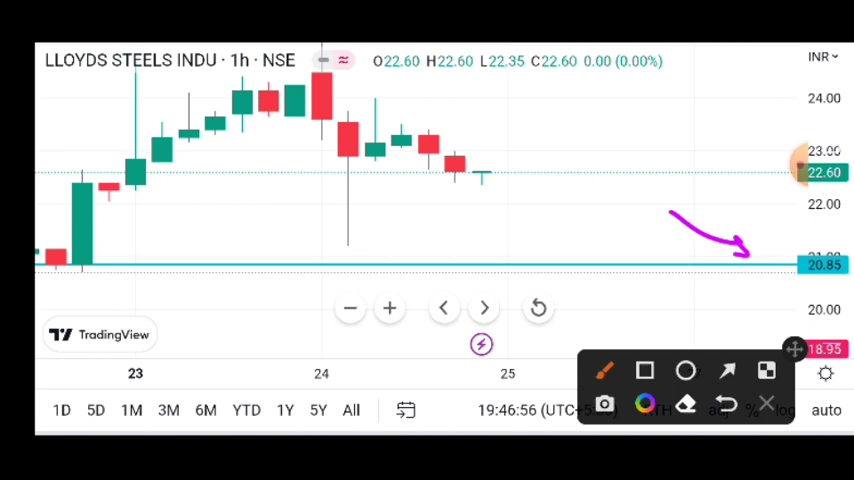 LLOYDS STEELS INDU · 1h · NSE
O22.60 H22.60 L22.35 C22.60 0.00 (0.00%)
INR
24.00
23.00
22.60
22.00
21.00
20.85
20.00
TradingView
18.95
23 24 25
1D 5D 1M 3M 6M YTD 1Y 5Y All
19:46:56 (UTC+5:
% log auto